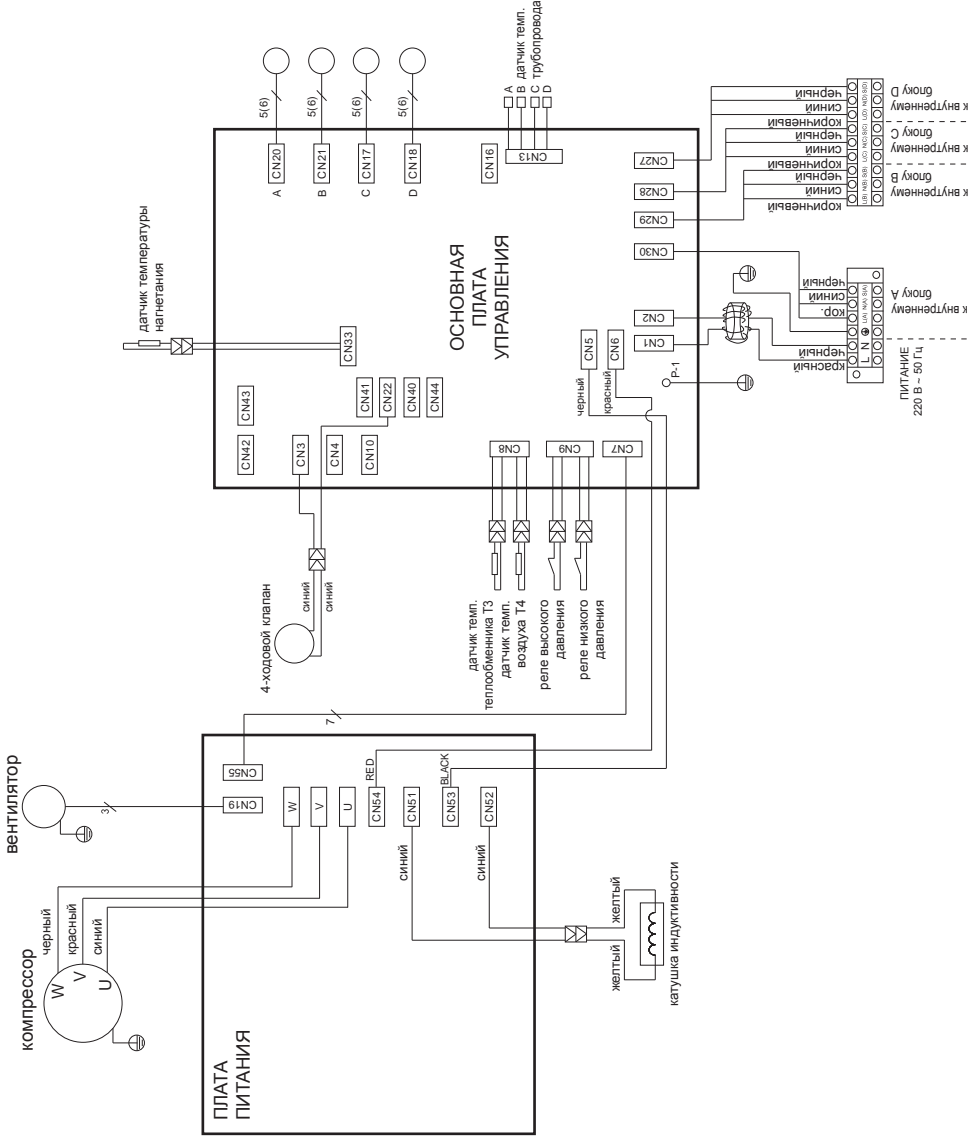 вентилятор
компрессор
W
V
U
черный
красный
синий
3
ПЛАТА
ПИТАНИЯ
CN19
CN55
W
V
U
CN54
RED
CN51
синий
CN53
BLACK
CN52
синий
желтый
желтый
катушка индуктивности
7
4-ходовой клапан
синий
синий
датчик темп.
теплообменника T3
датчик темп.
воздуха T4
реле высокого
давления
реле низкого
давления
CN8
CN9
CN7
датчик температуры
нагнетания
CN42
CN43
CN3
CN4
CN10
CN33
CN41
CN22
CN40
CN44
ОСНОВНАЯ
ПЛАТА
УПРАВЛЕНИЯ
черный
CN5
красный
CN6
P-1
A
CN20
5(6)
B
CN21
5(6)
C
CN17
5(6)
D
CN18
5(6)
CN16
CN13
A
B
C
D
датчик темп.
трубопровода
CN1
CN2
CN30
CN29
CN28
CN27
красный
черный
кор.
синий
черный
L N L(A) N(A) S(A)
ПИТАНИЕ
220 В ~ 50 Гц
к внутреннему
блоку A
коричневый
синий
черный
коричневый
синий
черный
коричневый
синий
черный
L(B) N(B) S(B) L(C) N(C) S(C) L(D) N(D) S(D)
к внутреннему
блоку B
к внутреннему
блоку C
к внутреннему
блоку D